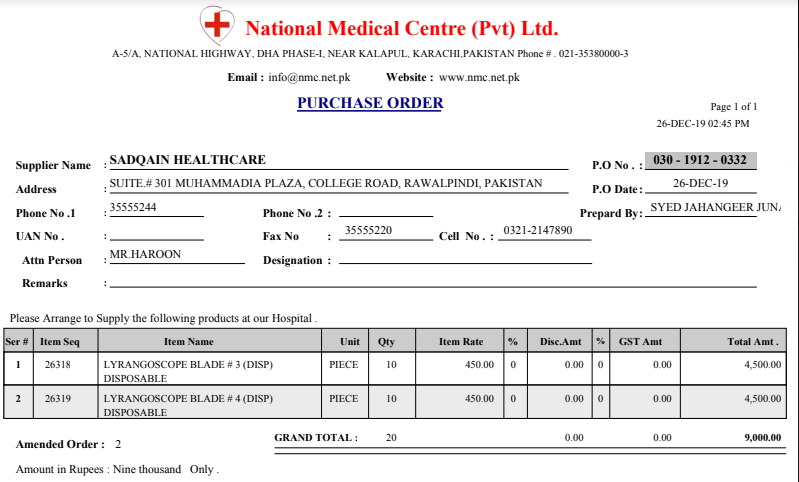 National Medical Centre (Pvt) Ltd.
A-5/A, NATIONAL HIGHWAY, DHA PHASE-I, NEAR KALAPUL, KARACHI,PAKISTAN Phone # . 021-35380000-3
Email : info@nmc.net.pk Website : www.nmc.net.pk
PURCHASE ORDER
Page 1 of 1
26-DEC-19 02:45 PM
Supplier Name : SADQAIN HEALTHCARE P.O No . : 030 - 1912 - 0332
Address : SUITE.# 301 MUHAMMADIA PLAZA, COLLEGE ROAD, RAWALPINDI, PAKISTAN P.O Date : 26-DEC-19
Phone No .1 : 35555244 Phone No .2 : Prepard By : SYED JAHANGEER JUNA
UAN No . : Fax No : 35555220 Cell No . : 0321-2147890
Attn Person : MR.HAROON Designation :
Remarks :
Please Arrange to Supply the following products at our Hospital .
Ser # Item Seq Item Name Unit Qty Item Rate % Disc.Amt % GST Amt Total Amt .
1 26318 LYRANGOSCOPE BLADE # 3 (DISP) PIECE 10 450.00 0 0.00 0 0.00 4,500.00
DISPOSABLE
2 26319 LYRANGOSCOPE BLADE # 4 (DISP) PIECE 10 450.00 0 0.00 0 0.00 4,500.00
DISPOSABLE
Amended Order : 2 GRAND TOTAL : 20 0.00 0.00 9,000.00
Amount in Rupees : Nine thousand Only .